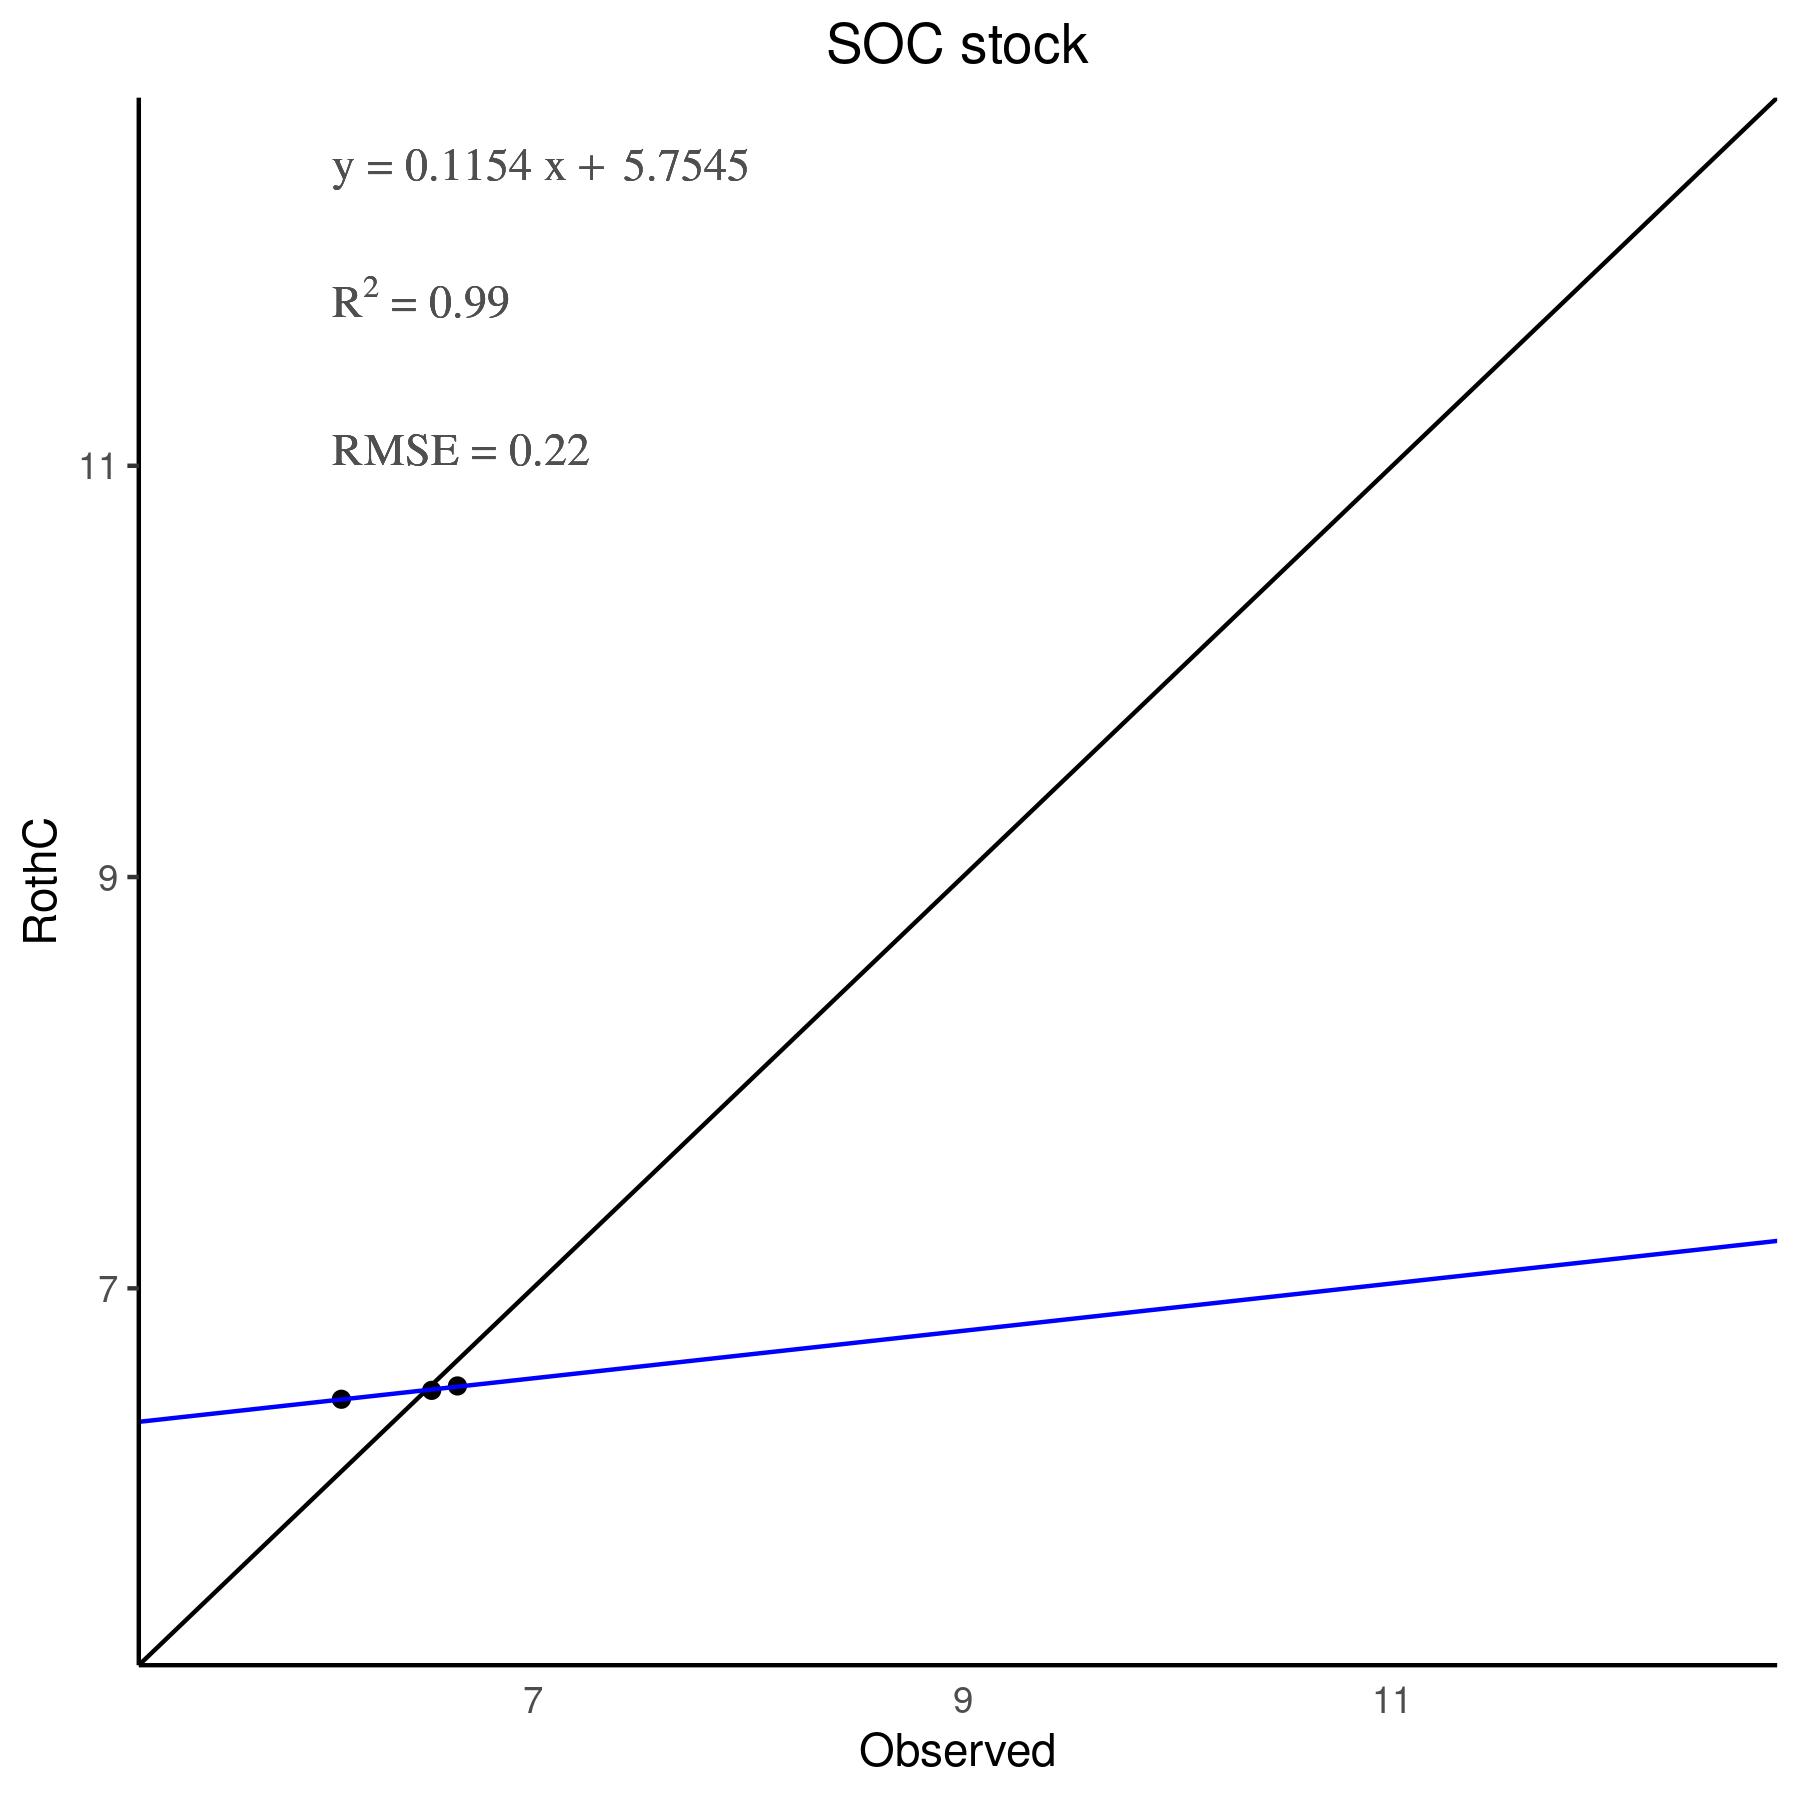 SOC stock
y = 0.1154 x + 5.7545
R² = 0.99
RMSE = 0.22
11
9
7
RothC
7 9 11
Observed